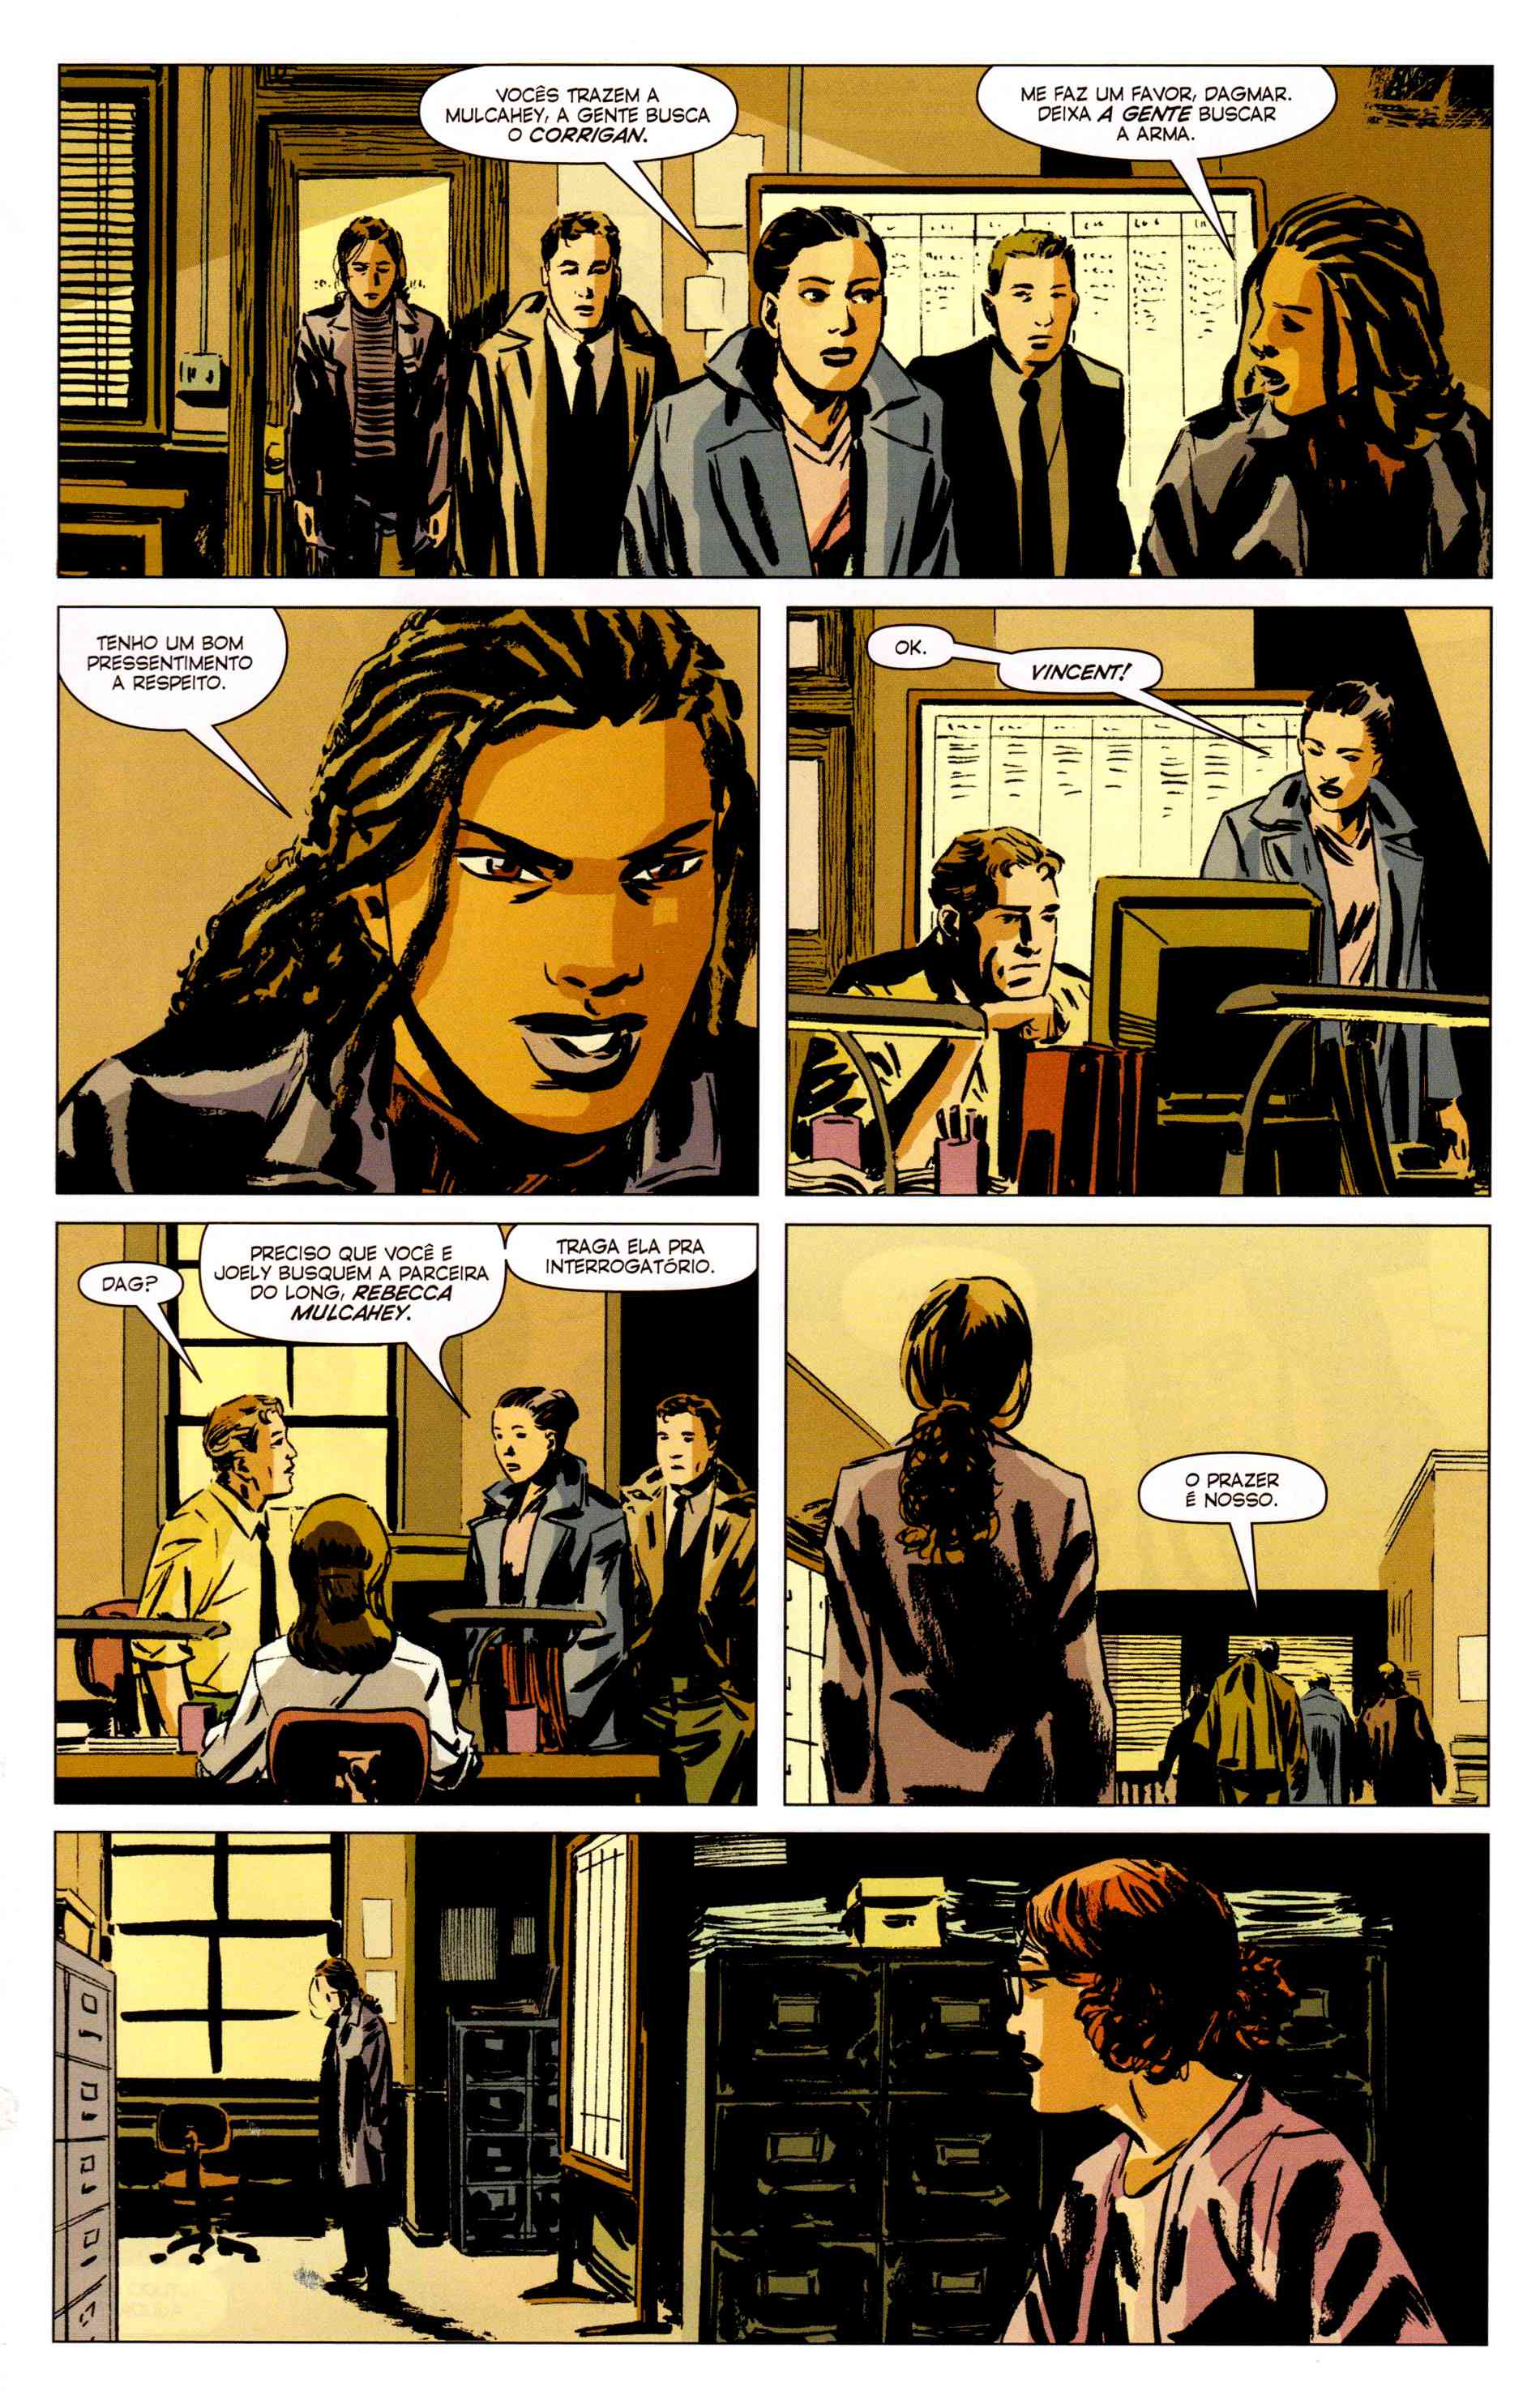 VOCÊS TRAZEM A
MULCAHEY, A GENTE BUSCA
O CORRIGAN.
ME FAZ UM FAVOR, DAGMAR.
DEIXA A GENTE BUSCAR
A ARMA.
TENHO UM BOM
PRESSENTIMENTO
A RESPEITO.
OK.
VINCENT!
DAG?
PRECISO QUE VOCÊ E
JOELY BUSQUEM A PARCEIRA
DO LONG, REBECCA
MULCAHEY.
TRAGA ELA PRA
INTERROGATÓRIO.
O PRAZER
É NOSSO.